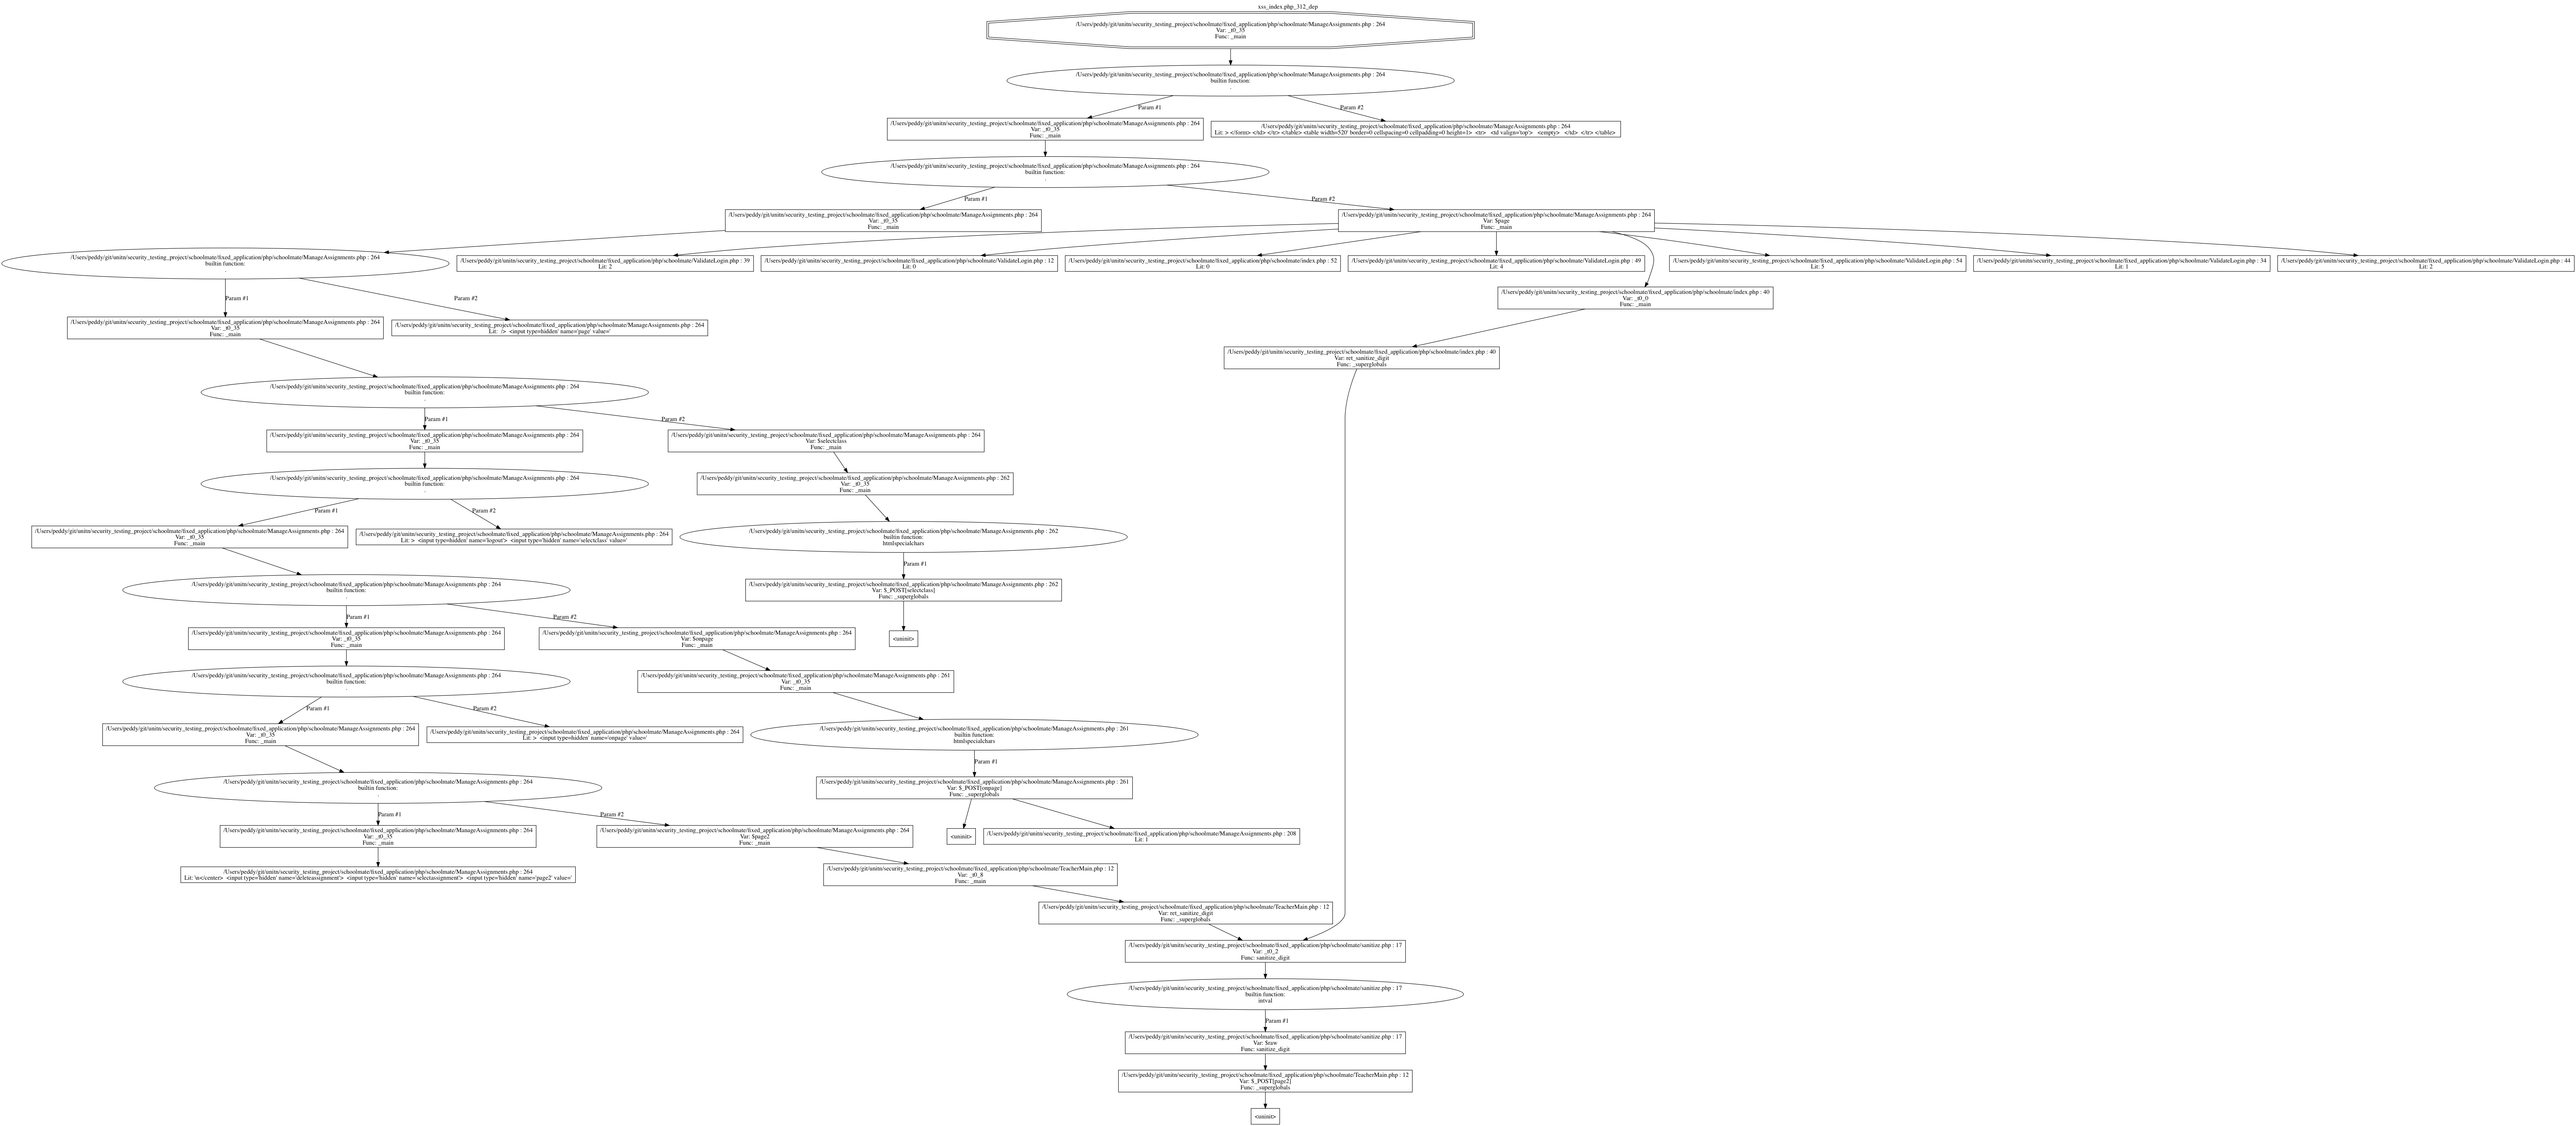 xss_index.php_312_dep
/Users/peddy/git/unitn/security_testing_project/schoolmate/fixed_application/php/schoolmate/ManageAssignments.php : 264
Var: _t0_35
Func: _main
/Users/peddy/git/unitn/security_testing_project/schoolmate/fixed_application/php/schoolmate/ManageAssignments.php : 264
builtin function:
.
Param #1
Param #2
/Users/peddy/git/unitn/security_testing_project/schoolmate/fixed_application/php/schoolmate/ManageAssignments.php : 264
Var: _t0_35
Func: _main
/Users/peddy/git/unitn/security_testing_project/schoolmate/fixed_application/php/schoolmate/ManageAssignments.php : 264
Lit: > </form> </td> </tr> </table> <table width=520' border=0 cellspacing=0 cellpadding=0 height=1> <tr> <td valign='top'> <empty> </td> </tr> </table>
/Users/peddy/git/unitn/security_testing_project/schoolmate/fixed_application/php/schoolmate/ManageAssignments.php : 264
builtin function:
.
Param #1
Param #2
/Users/peddy/git/unitn/security_testing_project/schoolmate/fixed_application/php/schoolmate/ManageAssignments.php : 264
Var: _t0_35
Func: _main
/Users/peddy/git/unitn/security_testing_project/schoolmate/fixed_application/php/schoolmate/ManageAssignments.php : 264
Var: $page
Func: _main
/Users/peddy/git/unitn/security_testing_project/schoolmate/fixed_application/php/schoolmate/ManageAssignments.php : 264
builtin function:
.
/Users/peddy/git/unitn/security_testing_project/schoolmate/fixed_application/php/schoolmate/ValidateLogin.php : 39
Lit: 2
/Users/peddy/git/unitn/security_testing_project/schoolmate/fixed_application/php/schoolmate/ValidateLogin.php : 12
Lit: 0
/Users/peddy/git/unitn/security_testing_project/schoolmate/fixed_application/php/schoolmate/index.php : 52
Lit: 0
/Users/peddy/git/unitn/security_testing_project/schoolmate/fixed_application/php/schoolmate/ValidateLogin.php : 49
Lit: 4
/Users/peddy/git/unitn/security_testing_project/schoolmate/fixed_application/php/schoolmate/ValidateLogin.php : 54
Lit: 5
/Users/peddy/git/unitn/security_testing_project/schoolmate/fixed_application/php/schoolmate/ValidateLogin.php : 34
Lit: 1
/Users/peddy/git/unitn/security_testing_project/schoolmate/fixed_application/php/schoolmate/ValidateLogin.php : 44
Lit: 2
Param #1
Param #2
/Users/peddy/git/unitn/security_testing_project/schoolmate/fixed_application/php/schoolmate/index.php : 40
Var: _t0_0
Func: _main
/Users/peddy/git/unitn/security_testing_project/schoolmate/fixed_application/php/schoolmate/ManageAssignments.php : 264
Var: _t0_35
Func: _main
/Users/peddy/git/unitn/security_testing_project/schoolmate/fixed_application/php/schoolmate/ManageAssignments.php : 264
Lit: /> <input type=hidden' name='page' value='
/Users/peddy/git/unitn/security_testing_project/schoolmate/fixed_application/php/schoolmate/index.php : 40
Var: ret_sanitize_digit
Func: _superglobals
/Users/peddy/git/unitn/security_testing_project/schoolmate/fixed_application/php/schoolmate/ManageAssignments.php : 264
builtin function:
.
Param #1
Param #2
/Users/peddy/git/unitn/security_testing_project/schoolmate/fixed_application/php/schoolmate/ManageAssignments.php : 264
Var: _t0_35
Func: _main
/Users/peddy/git/unitn/security_testing_project/schoolmate/fixed_application/php/schoolmate/ManageAssignments.php : 264
Var: $selectclass
Func: _main
/Users/peddy/git/unitn/security_testing_project/schoolmate/fixed_application/php/schoolmate/ManageAssignments.php : 264
builtin function:
.
/Users/peddy/git/unitn/security_testing_project/schoolmate/fixed_application/php/schoolmate/ManageAssignments.php : 262
Var: _t0_35
Func: _main
Param #1
Param #2
/Users/peddy/git/unitn/security_testing_project/schoolmate/fixed_application/php/schoolmate/ManageAssignments.php : 264
Var: _t0_35
Func: _main
/Users/peddy/git/unitn/security_testing_project/schoolmate/fixed_application/php/schoolmate/ManageAssignments.php : 264
Lit: > <input type=hidden' name='logout'> <input type='hidden' name='selectclass' value='
/Users/peddy/git/unitn/security_testing_project/schoolmate/fixed_application/php/schoolmate/ManageAssignments.php : 262
builtin function:
htmlspecialchars
Param #1
/Users/peddy/git/unitn/security_testing_project/schoolmate/fixed_application/php/schoolmate/ManageAssignments.php : 264
builtin function:
.
/Users/peddy/git/unitn/security_testing_project/schoolmate/fixed_application/php/schoolmate/ManageAssignments.php : 262
Var: $_POST[selectclass]
Func: _superglobals
Param #1
Param #2
/Users/peddy/git/unitn/security_testing_project/schoolmate/fixed_application/php/schoolmate/ManageAssignments.php : 264
Var: _t0_35
Func: _main
/Users/peddy/git/unitn/security_testing_project/schoolmate/fixed_application/php/schoolmate/ManageAssignments.php : 264
Var: $onpage
Func: _main
<uninit>
/Users/peddy/git/unitn/security_testing_project/schoolmate/fixed_application/php/schoolmate/ManageAssignments.php : 264
builtin function:
.
/Users/peddy/git/unitn/security_testing_project/schoolmate/fixed_application/php/schoolmate/ManageAssignments.php : 261
Var: _t0_35
Func: _main
Param #1
Param #2
/Users/peddy/git/unitn/security_testing_project/schoolmate/fixed_application/php/schoolmate/ManageAssignments.php : 264
Var: _t0_35
Func: _main
/Users/peddy/git/unitn/security_testing_project/schoolmate/fixed_application/php/schoolmate/ManageAssignments.php : 264
Lit: > <input type=hidden' name='onpage' value='
/Users/peddy/git/unitn/security_testing_project/schoolmate/fixed_application/php/schoolmate/ManageAssignments.php : 261
builtin function:
htmlspecialchars
Param #1
/Users/peddy/git/unitn/security_testing_project/schoolmate/fixed_application/php/schoolmate/ManageAssignments.php : 264
builtin function:
.
/Users/peddy/git/unitn/security_testing_project/schoolmate/fixed_application/php/schoolmate/ManageAssignments.php : 261
Var: $_POST[onpage]
Func: _superglobals
Param #1
Param #2
/Users/peddy/git/unitn/security_testing_project/schoolmate/fixed_application/php/schoolmate/ManageAssignments.php : 264
Var: _t0_35
Func: _main
/Users/peddy/git/unitn/security_testing_project/schoolmate/fixed_application/php/schoolmate/ManageAssignments.php : 264
Var: $page2
Func: _main
<uninit>
/Users/peddy/git/unitn/security_testing_project/schoolmate/fixed_application/php/schoolmate/ManageAssignments.php : 208
Lit: 1
/Users/peddy/git/unitn/security_testing_project/schoolmate/fixed_application/php/schoolmate/ManageAssignments.php : 264
Lit: '\n</center> <input type='hidden' name='deleteassignment'> <input type='hidden' name='selectassignment'> <input type='hidden' name='page2' value='
/Users/peddy/git/unitn/security_testing_project/schoolmate/fixed_application/php/schoolmate/TeacherMain.php : 12
Var: _t0_8
Func: _main
/Users/peddy/git/unitn/security_testing_project/schoolmate/fixed_application/php/schoolmate/TeacherMain.php : 12
Var: ret_sanitize_digit
Func: _superglobals
/Users/peddy/git/unitn/security_testing_project/schoolmate/fixed_application/php/schoolmate/sanitize.php : 17
Var: _t0_2
Func: sanitize_digit
/Users/peddy/git/unitn/security_testing_project/schoolmate/fixed_application/php/schoolmate/sanitize.php : 17
builtin function:
intval
Param #1
/Users/peddy/git/unitn/security_testing_project/schoolmate/fixed_application/php/schoolmate/sanitize.php : 17
Var: $raw
Func: sanitize_digit
/Users/peddy/git/unitn/security_testing_project/schoolmate/fixed_application/php/schoolmate/TeacherMain.php : 12
Var: $_POST[page2]
Func: _superglobals
<uninit>